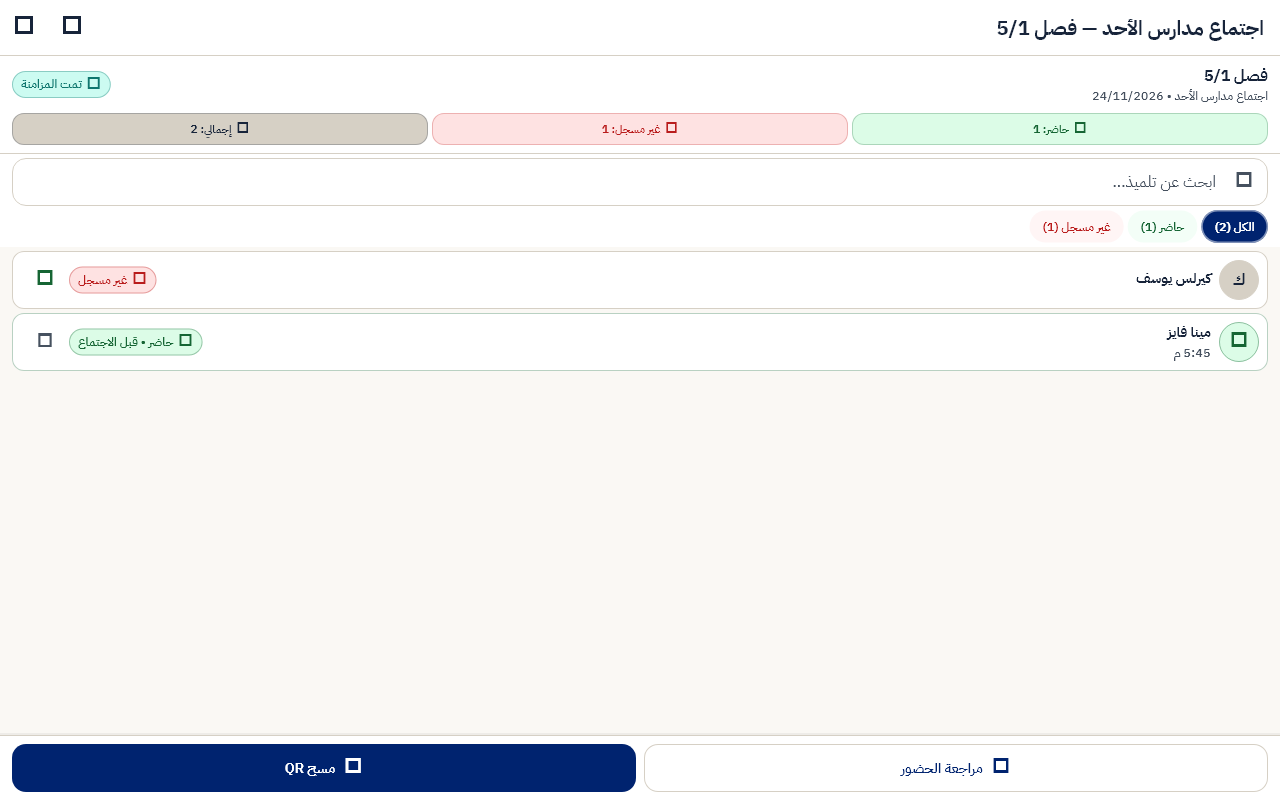 اجتماع مدارس الأحد — فصل 5/1
فصل 5/1
اجتماع مدارس الأحد • 24/11/2026
تمت المزامنة
حاضر: 1
غير مسجل: 1
إجمالي: 2
ابحث عن تلميذ...
الكل (2)
حاضر (1)
غير مسجل (1)
ك
كيرلس يوسف
غير مسجل
مينا فايز
5:45 م
حاضر • قبل الاجتماع
مراجعة الحضور
مسح QR